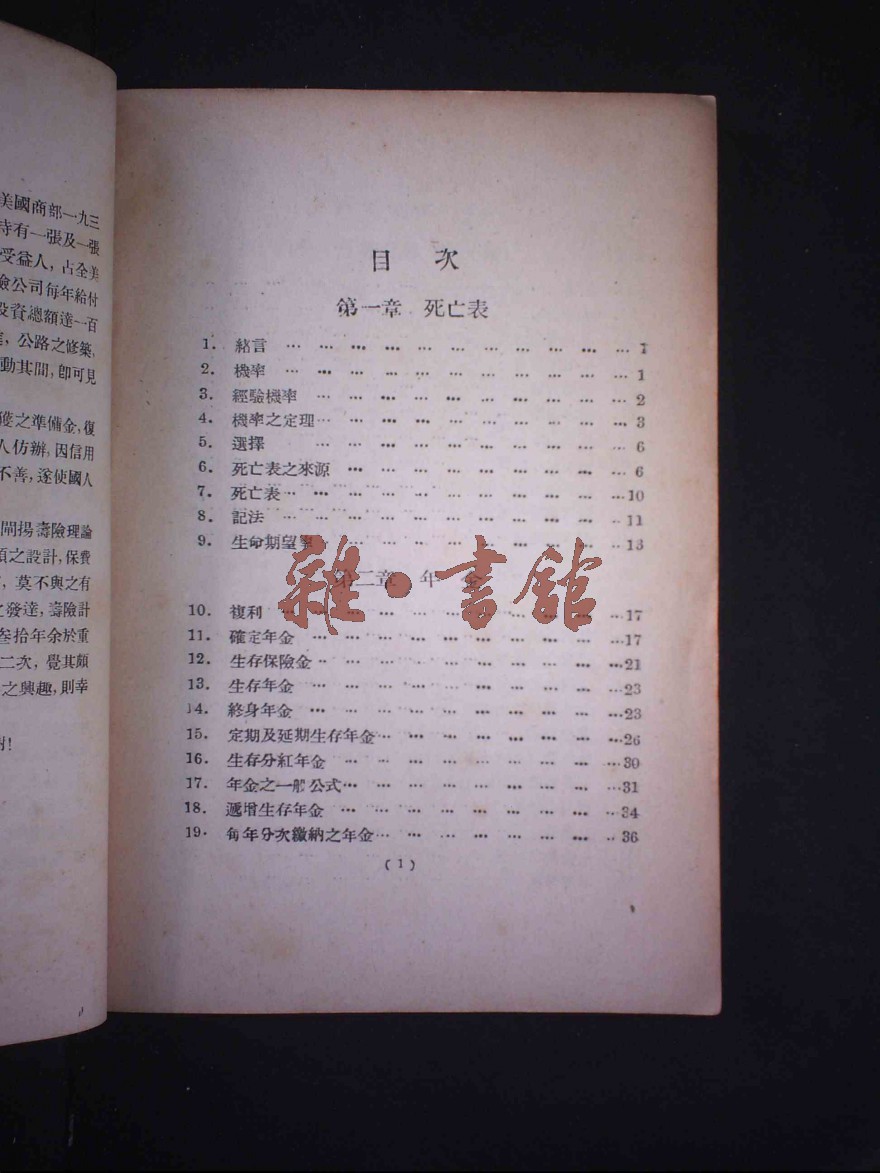 美國商部一九三
有一張及一張
受益人，占全美
險公司每年給付
投資總額達一百
公路之修築，
動其間，卽可見
獲之準備金，復
人仿辦，因信用
不善，遂使國人
闡揚壽險理論
之設計，保費
莫不與之有
之發達，壽險計
叁拾年余於重
二次，覺其頗
之興趣，則幸
目 次
第一章 死亡表
1. 緒言 … … … … … … … … … … 1
2. 機率 … … … … … … … … … … 1
3. 經驗機率 … … … … … … … … 2
4. 機率之定理… … … … … … … … 3
5. 選擇 … … … … … … … … … 6
6. 死亡表之來源 … … … … … … … 6
7. 死亡表… … … … … … … … … …10
8. 記法 … … … … … … … … … …11
9. 生命期望率 … … … … … … … …13
第二章 年 金
10. 複利 … … … … … … … … … …17
11. 確定年金 … … … … … … … … …17
12. 生存保險金… … … … … … … … …21
13. 生存年金 … … … … … … … … …23
14. 終身年金 … … … … … … … … …23
15. 定期及延期生存年金… … … … … … …26
16. 生存分紅年金 … … … … … … … …30
17. 年金之一般公式… … … … … … … …31
18. 遞增生存年金 … … … … … … … …34
19. 每年分次繳納之年金… … … … … … …36
(1)
雜·書館